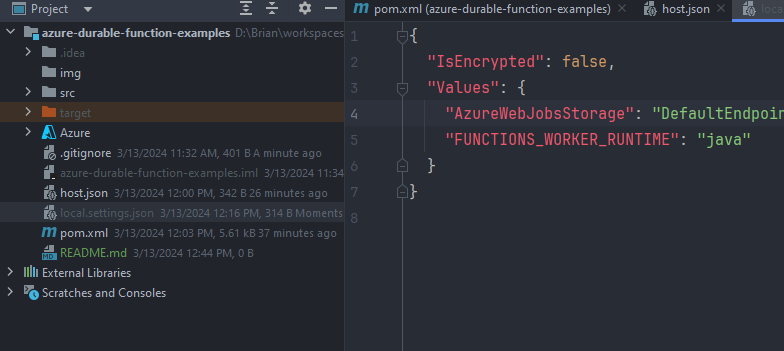 Project
azure-durable-function-examples D:\Brian\workspaces
.idea
img
src
target
Azure
.gitignore 3/13/2024 11:32 AM, 401 B A minute ago
azure-durable-function-examples.iml 3/13/2024 11:34
host.json 3/13/2024 12:00 PM, 342 B 26 minutes ago
local.settings.json 3/13/2024 12:16 PM, 314 B Moments
pom.xml 3/13/2024 12:03 PM, 5.61 kB 37 minutes ago
MD README.md 3/13/2024 12:44 PM, 0 B
External Libraries
Scratches and Consoles
m pom.xml (azure-durable-function-examples) host.json loca
1 {
2 "IsEncrypted": false,
3 "Values": {
4 "AzureWebJobsStorage": "DefaultEndpoin
5 "FUNCTIONS_WORKER_RUNTIME": "java"
6 }
7 }
8